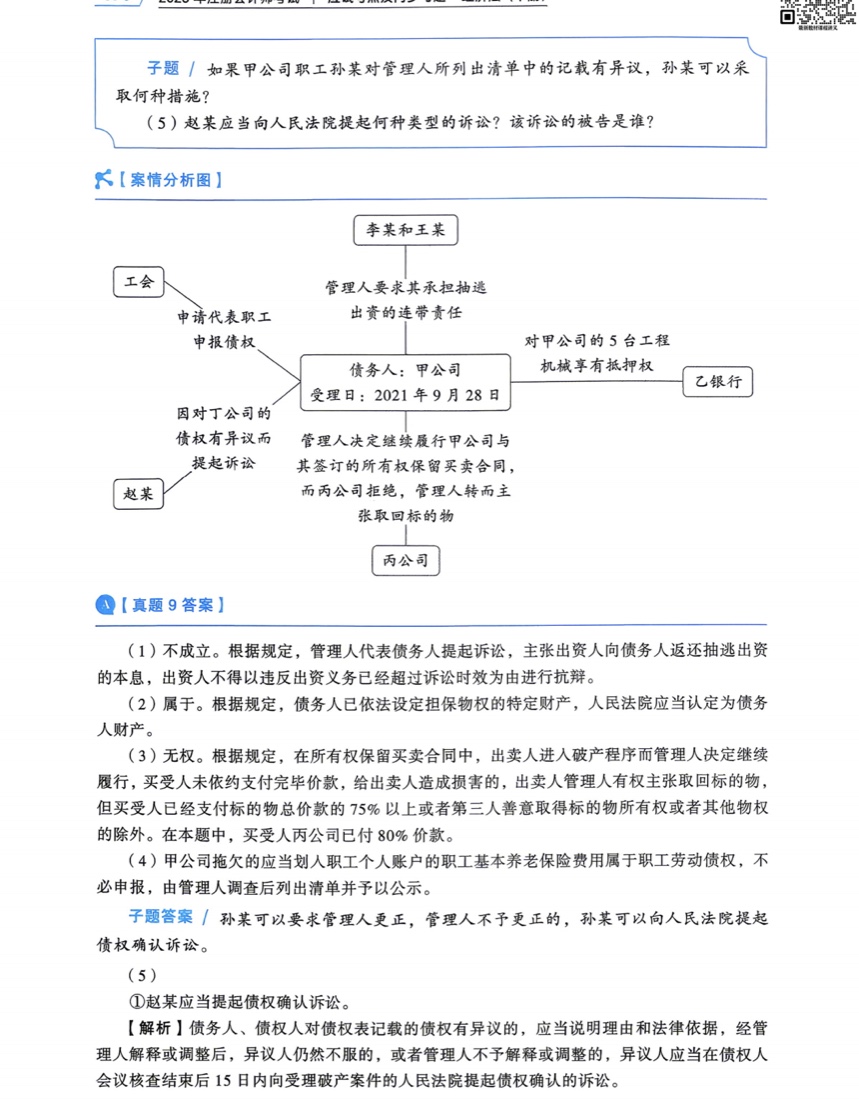 子题 / 如果甲公司职工孙某对管理人所列出清单中的记载有异议，孙某可以采
取何种措施？
（5）赵某应当向人民法院提起何种类型的诉讼？该诉讼的被告是谁？
【案情分析图】
李某和王某
工会
管理人要求其承担抽逃
出资的连带责任
申请代表职工
申报债权
对甲公司的 5 台工程
机械享有抵押权
债务人：甲公司
受理日：2021 年 9 月 28 日
乙银行
因对丁公司的
债权有异议而
提起诉讼
管理人决定继续履行甲公司与
其签订的所有权保留买卖合同，
而丙公司拒绝，管理人转而主
张取回标的物
赵某
丙公司
【真题 9 答案】
（1）不成立。根据规定，管理人代表债务人提起诉讼，主张出资人向债务人返还抽逃出资
的本息，出资人不得以违反出资义务已经超过诉讼时效为由进行抗辩。
（2）属于。根据规定，债务人已依法设定担保物权的特定财产，人民法院应当认定为债务
人财产。
（3）无权。根据规定，在所有权保留买卖合同中，出卖人进入破产程序而管理人决定继续
履行，买受人未依约支付完毕价款，给出卖人造成损害的，出卖人管理人有权主张取回标的物，
但买受人已经支付标的物总价款的 75% 以上或者第三人善意取得标的物所有权或者其他物权
的除外。在本题中，买受人丙公司已付 80% 价款。
（4）甲公司拖欠的应当划入职工个人账户的职工基本养老保险费用属于职工劳动债权，不
必申报，由管理人调查后列出清单并予以公示。
子题答案 / 孙某可以要求管理人更正，管理人不予更正的，孙某可以向人民法院提起
债权确认诉讼。
（5）
①赵某应当提起债权确认诉讼。
【解析】债务人、债权人对债权表记载的债权有异议的，应当说明理由和法律依据，经管
理人解释或调整后，异议人仍然不服的，或者管理人不予解释或调整的，异议人应当在债权人
会议核查结束后 15 日内向受理破产案件的人民法院提起债权确认的诉讼。